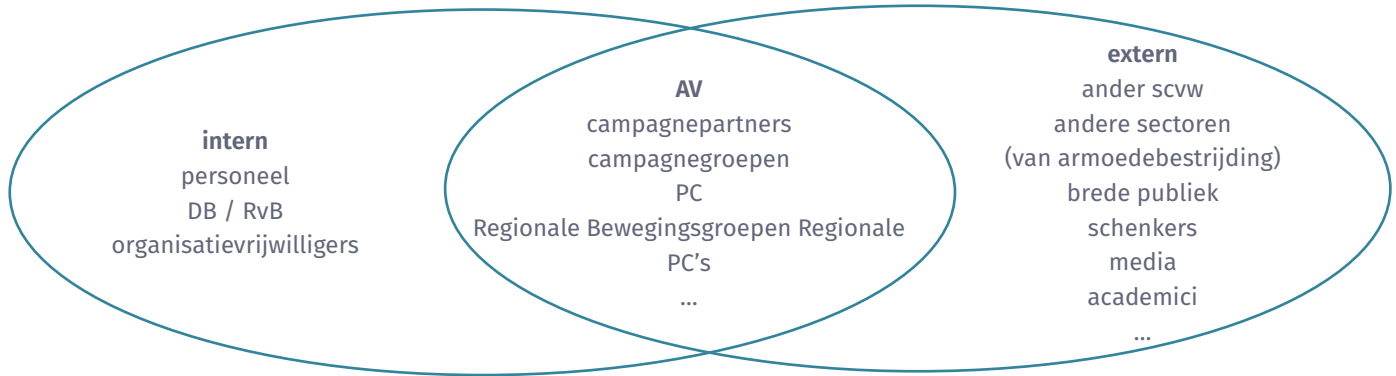 intern
personeel
DB / RvB
organisatievrijwilligers
AV
campagnepartners
campagnegroepen
PC
Regionale Bewegingsgroepen Regionale
PC’s
...
extern
ander scvw
andere sectoren
(van armoedebestrijding)
brede publiek
schenkers
media
academici
...